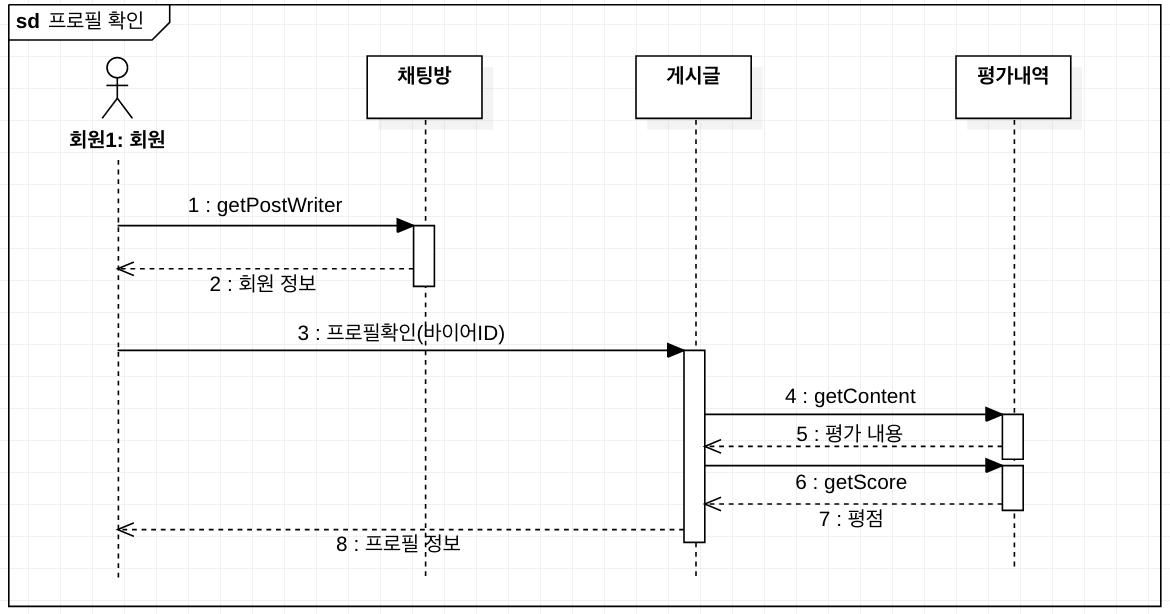 sd 프로필 확인
회원1: 회원
채팅방
게시글
평가내역
1 : getPostWriter
2 : 회원 정보
3 : 프로필확인(바이어ID)
4 : getContent
5 : 평가 내용
6 : getScore
7 : 평점
8 : 프로필 정보